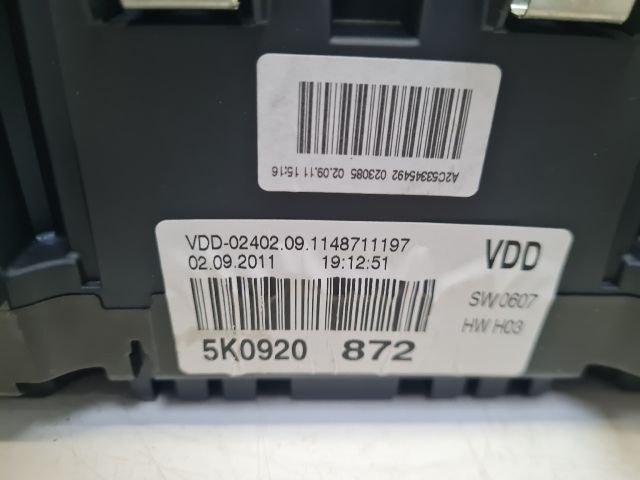 A2C53345492 023085 02.09.11 15:16
VDD-02402.09.1148711197
VDD
02.09.2011 19:12:51
SW 0607
HW H03
5K0920 872